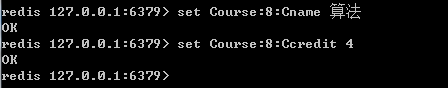 redis 127.0.0.1:6379> set Course:8:Cname 算法
OK
redis 127.0.0.1:6379> set Course:8:Ccredit 4
OK
redis 127.0.0.1:6379>